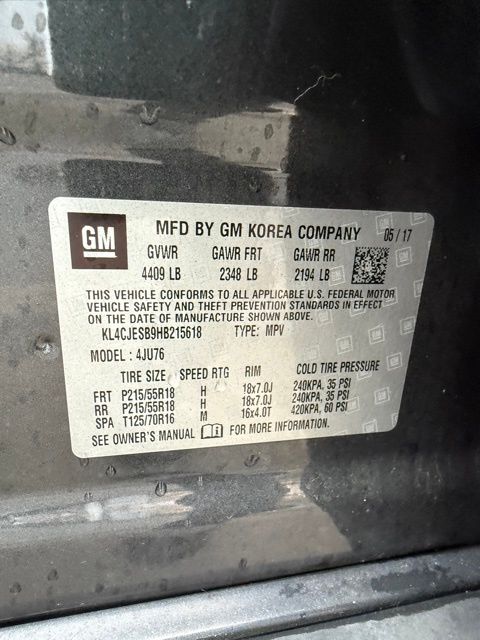 GM
MFD BY GM KOREA COMPANY 05 / 17
GVWR GAWR FRT GAWR RR
4409 LB 2348 LB 2194 LB
THIS VEHICLE CONFORMS TO ALL APPLICABLE U.S. FEDERAL MOTOR
VEHICLE SAFETY AND THEFT PREVENTION STANDARDS IN EFFECT
ON THE DATE OF MANUFACTURE SHOWN ABOVE.
KL4CJESB9HB215618 TYPE: MPV
MODEL : 4JU76
TIRE SIZE SPEED RTG RIM COLD TIRE PRESSURE
FRT P215/55R18 H 18x7.0J 240KPA, 35 PSI
RR P215/55R18 H 18x7.0J 240KPA, 35 PSI
SPA T125/70R16 M 16x4.0T 420KPA, 60 PSI
SEE OWNER'S MANUAL FOR MORE INFORMATION.